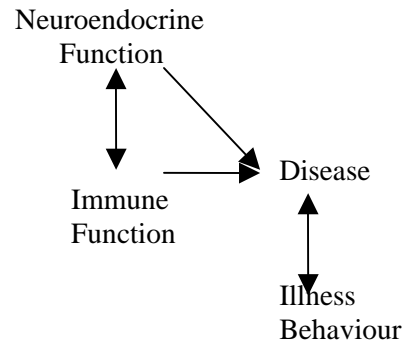 Neuroendocrine
Function
Disease
Immune
Function
Illness
Behaviour